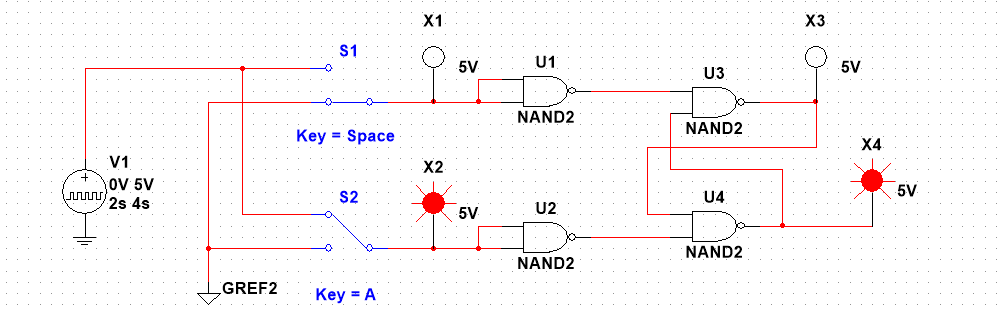 X1
X3
S1
5V
U1
5V
U3
NAND2
NAND2
Key = Space
X4
V1
X2
0V 5V
2s 4s
S2
5V
5V
U2
U4
NAND2
NAND2
GREF2
Key = A